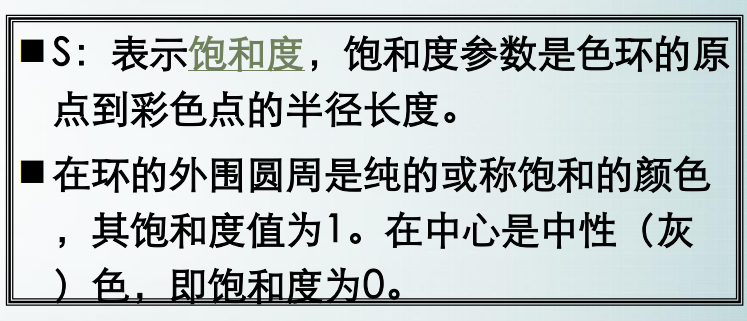 ■S：表示饱和度，饱和度参数是色环的原
点到彩色点的半径长度。
■在环的外围圆周是纯的或称饱和的颜色
，其饱和度值为1。在中心是中性（灰
）色，即饱和度为0。